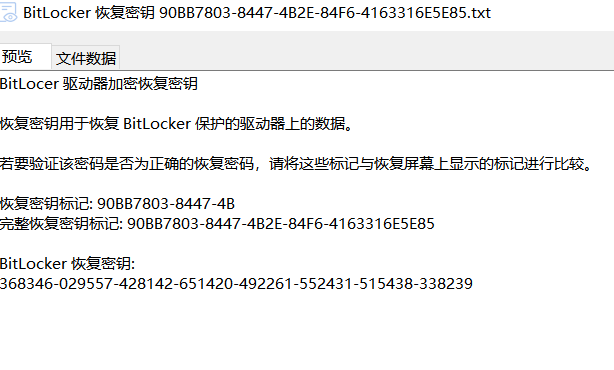 BitLocker 恢复密钥 90BB7803-8447-4B2E-84F6-4163316E5E85.txt
预览 文件数据
BitLocer 驱动器加密恢复密钥
恢复密钥用于恢复 BitLocker 保护的驱动器上的数据。
若要验证该密码是否为正确的恢复密码，请将这些标记与恢复屏幕上显示的标记进行比较。
恢复密钥标记: 90BB7803-8447-4B
完整恢复密钥标记: 90BB7803-8447-4B2E-84F6-4163316E5E85
BitLocker 恢复密钥:
368346-029557-428142-651420-492261-552431-515438-338239